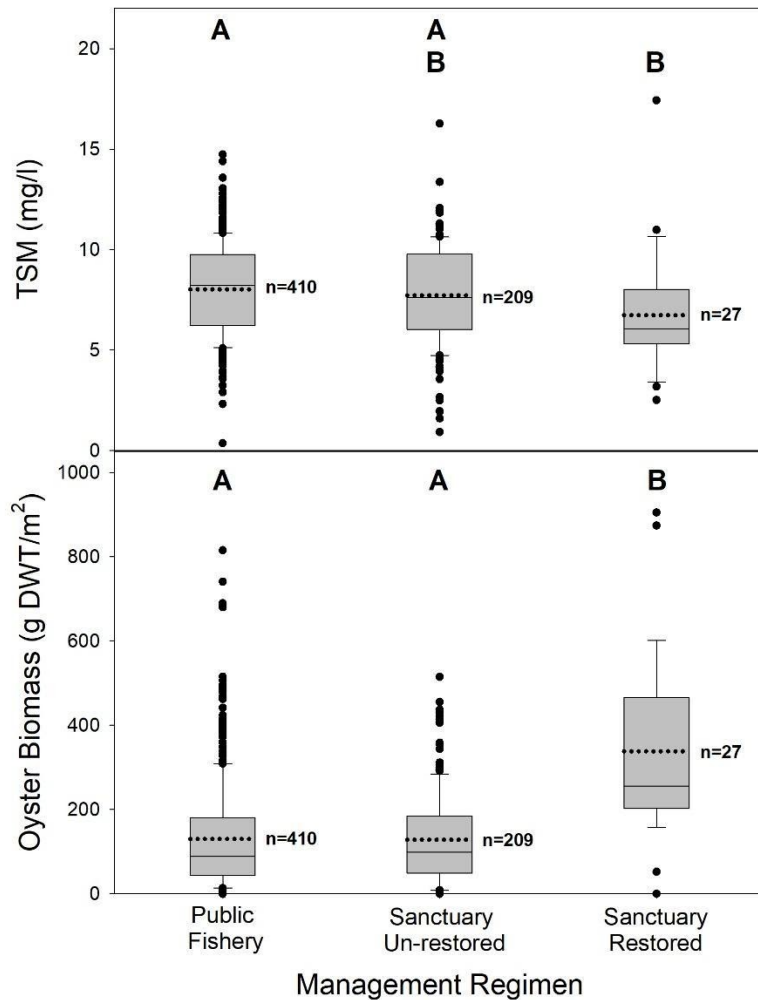 A A
B B
20
15
10
5
0
TSM (mg/l)
n=410
n=209
n=27
A A B
1000
800
600
400
200
0
Oyster Biomass (g DWT/m²)
n=410
n=209
n=27
Public
Fishery
Sanctuary
Un-restored
Sanctuary
Restored
Management Regimen